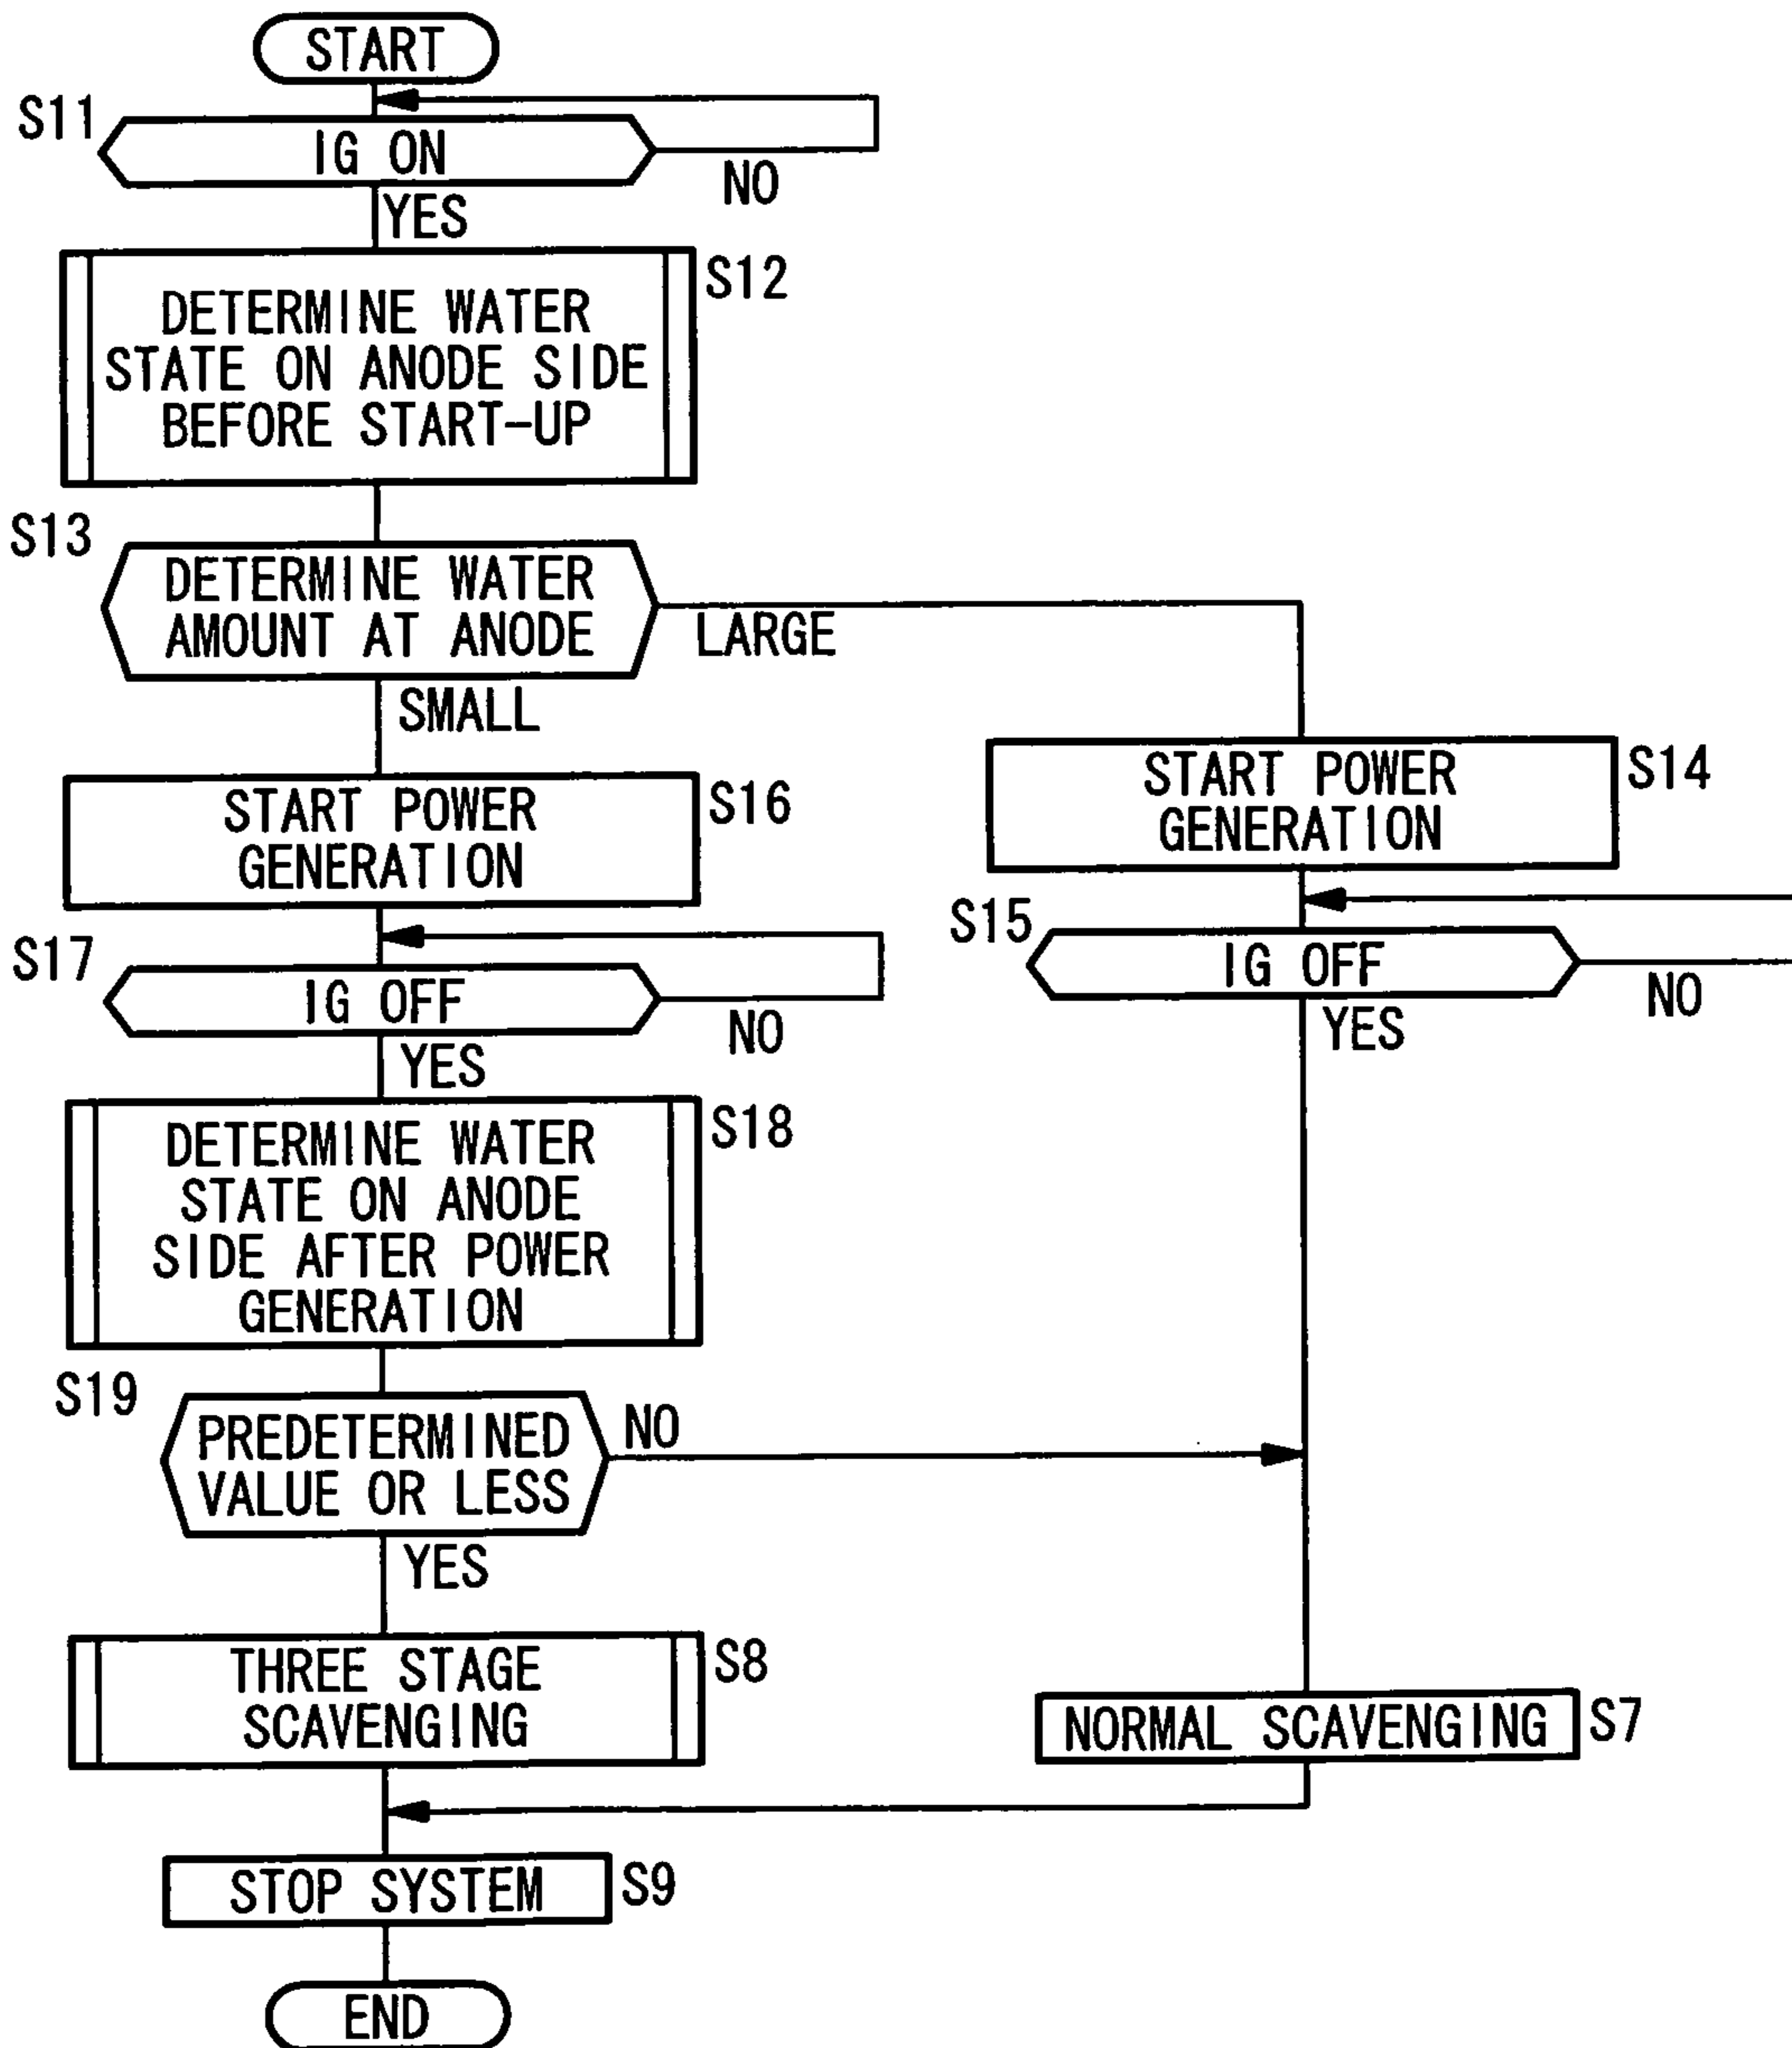 START
S11
IG ON
NO
YES
S12
DETERMINE WATER
STATE ON ANODE SIDE
BEFORE START-UP
S13
DETERMINE WATER
AMOUNT AT ANODE
LARGE
SMALL
START POWER
GENERATION
S16
START POWER
GENERATION
S14
S17
IG OFF
NO
YES
S15
IG OFF
NO
YES
DETERMINE WATER
STATE ON ANODE
SIDE AFTER POWER
GENERATION
S18
S19
PREDETERMINED
VALUE OR LESS
NO
YES
THREE STAGE
SCAVENGING
S8
NORMAL SCAVENGING
S7
STOP SYSTEM
S9
END